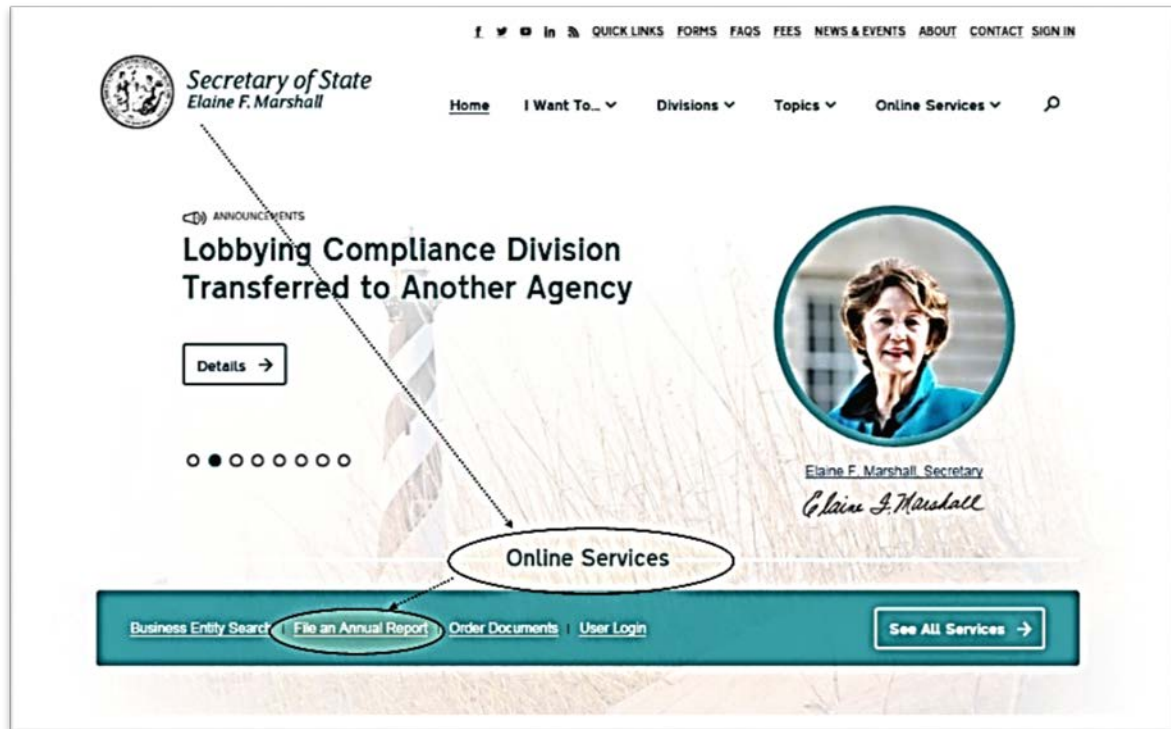 QUICK LINKS FORMS FAQS FEES NEWS & EVENTS ABOUT CONTACT SIGN IN
Secretary of State
Elaine F. Marshall
Home I Want To... Divisions Topics Online Services
ANNOUNCEMENTS
Lobbying Compliance Division
Transferred to Another Agency
Details
Elaine F. Marshall, Secretary
Elaine F. Marshall
Online Services
Business Entity Search | File an Annual Report | Order Documents | User Login
See All Services